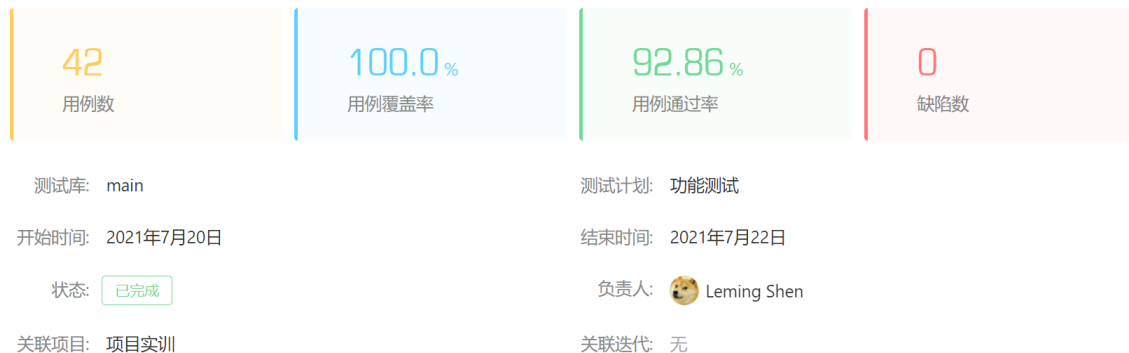 42
用例数
100.0 %
用例覆盖率
92.86 %
用例通过率
0
缺陷数
测试库: main
测试计划: 功能测试
开始时间: 2021年7月20日
结束时间: 2021年7月22日
状态: 已完成
负责人: Leming Shen
关联项目: 项目实训
关联迭代: 无